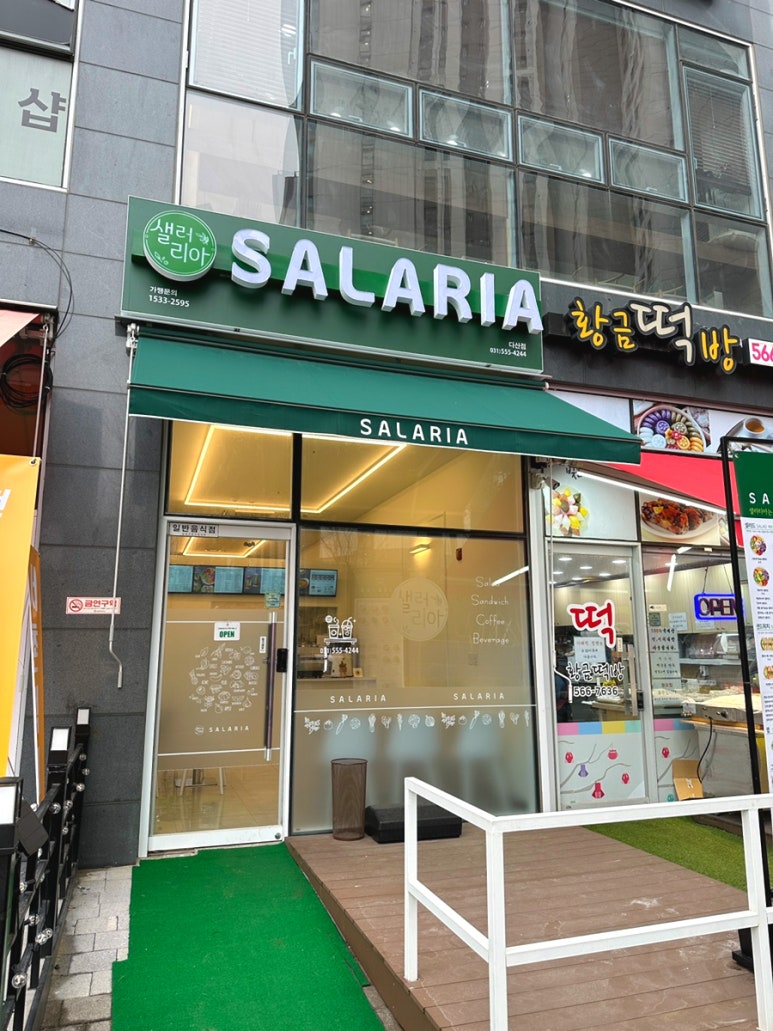 샵
샐러
리아
SALARIA
가맹문의
1533-2595
다산점
031)555-4244
황금떡방
566
SALARIA
일반음식점
금연구역
OPEN
SALARIA
샐러
리아
Sandwich
Coffee
Beverage
031)555-4244
SALARIA SALARIA
OPEN
떡
황금떡방
566-7636
SA